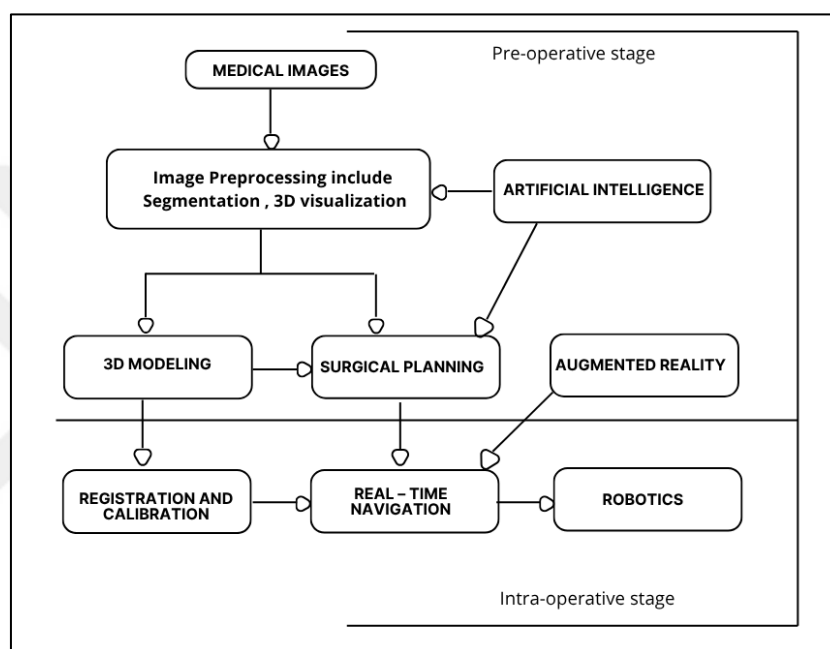 Pre-operative stage
MEDICAL IMAGES
Image Preprocessing include
Segmentation , 3D visualization
ARTIFICIAL INTELLIGENCE
3D MODELING
SURGICAL PLANNING
AUGMENTED REALITY
REGISTRATION AND
CALIBRATION
REAL – TIME
NAVIGATION
ROBOTICS
Intra-operative stage